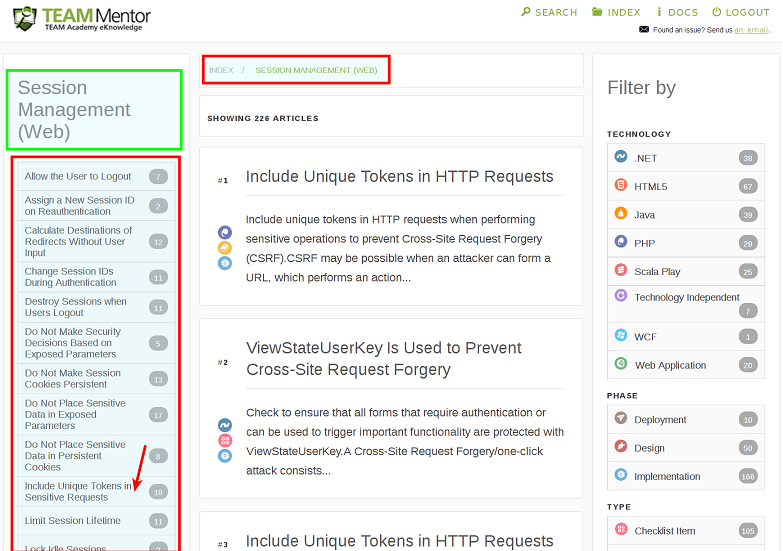 TEAM Mentor
TEAM Academy eKnowledge
SEARCH
INDEX
DOCS
LOGOUT
Found an issue? Send us an email.
Session
Management
(Web)
Allow the User to Logout 7
Assign a New Session ID
on Reauthentication 2
Calculate Destinations of
Redirects Without User
Input 12
Change Session IDs
During Authentication 11
Destroy Sessions when
Users Logout 11
Do Not Make Security
Decisions Based on
Exposed Parameters 5
Do Not Make Session
Cookies Persistent 13
Do Not Place Sensitive
Data in Exposed
Parameters 17
Do Not Place Sensitive
Data in Persistent
Cookies 8
Include Unique Tokens in
Sensitive Requests 10
Limit Session Lifetime 11
Lock Idle Sessions 2
INDEX / SESSION MANAGEMENT (WEB)
SHOWING 226 ARTICLES
#1 Include Unique Tokens in HTTP Requests
Include unique tokens in HTTP requests when performing
sensitive operations to prevent Cross-Site Request Forgery
(CSRF).CSRF may be possible when an attacker can form a
URL, which performs an action...
#2 ViewStateUserKey Is Used to Prevent
Cross-Site Request Forgery
Check to ensure that all forms that require authentication or
can be used to trigger important functionality are protected with
ViewStateUserKey.A Cross-Site Request Forgery/one-click
attack consists...
#3 Include Unique Tokens in HTTP Requests
Filter by
TECHNOLOGY
.NET 38
HTML5 67
Java 39
PHP 29
Scala Play 25
Technology Independent
7
WCF 1
Web Application 20
PHASE
Deployment 10
Design 50
Implementation 166
TYPE
Checklist Item 105